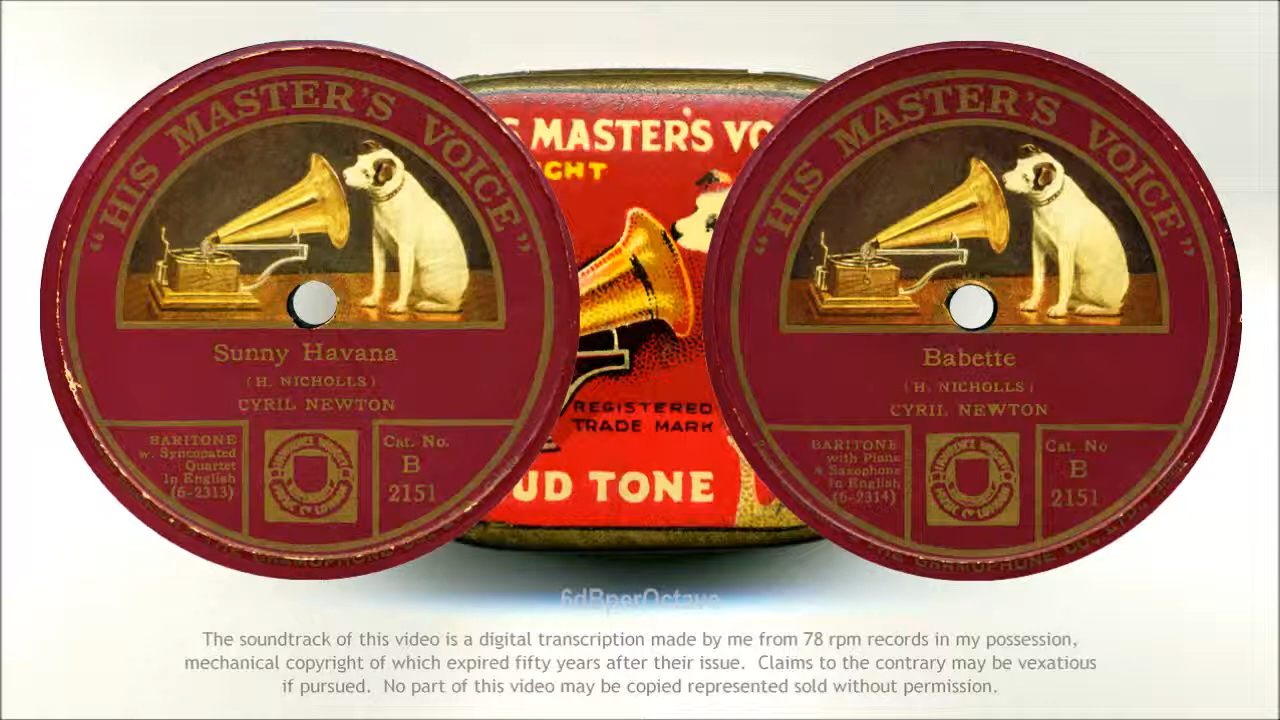 “HIS MASTER'S VOICE”
Sunny Havana
(H. NICHOLLS)
CYRIL NEWTON
BARITONE
w. Syncopated
Quartet
In English
(6-2313)
Cat. No.
B
2151
S MASTER'S VO
GHT
REGISTERED
TRADE MARK
UD TONE
“HIS MASTER'S VOICE”
Babette
(H. NICHOLLS)
CYRIL NEWTON
BARITONE
with Piano
& Saxophone
In English
(6-2314)
Cat. No
B
2151
GRAMOPHONE CO.
6dBperOctave
The soundtrack of this video is a digital transcription made by me from 78 rpm records in my possession,
mechanical copyright of which expired fifty years after their issue. Claims to the contrary may be vexatious
if pursued. No part of this video may be copied represented sold without permission.